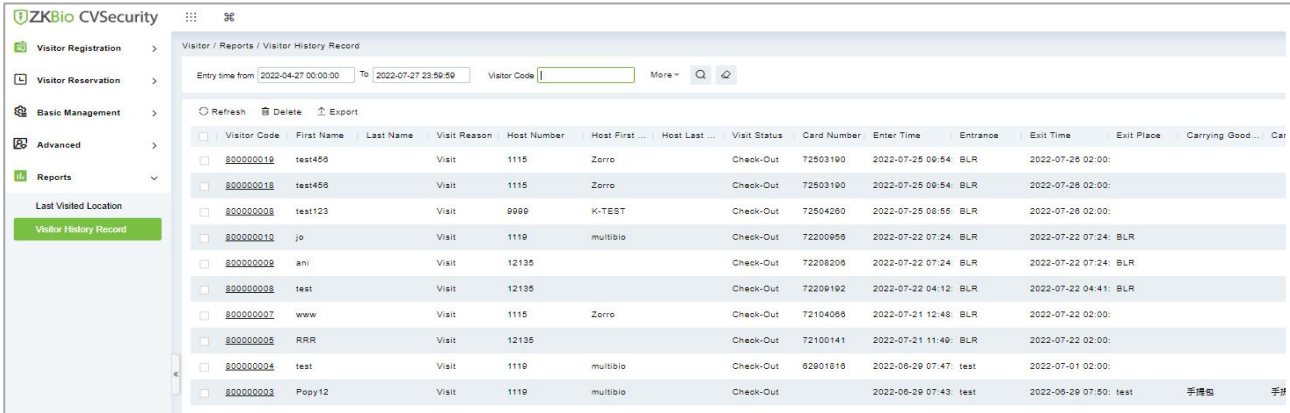 ZKBio CVSecurity
Visitor Registration
Visitor Reservation
Basic Management
Advanced
Reports
Last Visited Location
Visitor History Record
Visitor / Reports / Visitor History Record
Entry time from 2022-04-27 00:00:00 To 2022-07-27 23:59:59 Visitor Code More
Refresh Delete Export
Visitor Code First Name Last Name Visit Reason Host Number Host First ... Host Last ... Visit Status Card Number Enter Time Entrance Exit Time Exit Place Carrying Good... Car
800000019 test456 Visit 1115 Zorro Check-Out 72503190 2022-07-25 09:54: BLR 2022-07-26 02:00:
800000018 test456 Visit 1115 Zorro Check-Out 72503190 2022-07-25 09:54: BLR 2022-07-26 02:00:
800000008 test123 Visit 9999 K-TEST Check-Out 72504260 2022-07-25 08:55: BLR 2022-07-26 02:00:
800000010 jo Visit 1119 multibio Check-Out 72200956 2022-07-22 07:24: BLR 2022-07-22 07:24: BLR
800000009 ani Visit 12135 Check-Out 72208206 2022-07-22 07:24: BLR 2022-07-22 07:24: BLR
800000008 test Visit 12135 Check-Out 72209192 2022-07-22 04:12: BLR 2022-07-22 04:41: BLR
800000007 www Visit 1115 Zorro Check-Out 72104066 2022-07-21 12:48: BLR 2022-07-22 02:00:
800000005 RRR Visit 12135 Check-Out 72100141 2022-07-21 11:49: BLR 2022-07-22 02:00:
800000004 test Visit 1119 multibio Check-Out 62901816 2022-06-29 07:47: test 2022-07-01 02:00:
800000003 Popy12 Visit 1119 multibio Check-Out 2022-06-29 07:43: test 2022-06-29 07:50: test 手提包 手